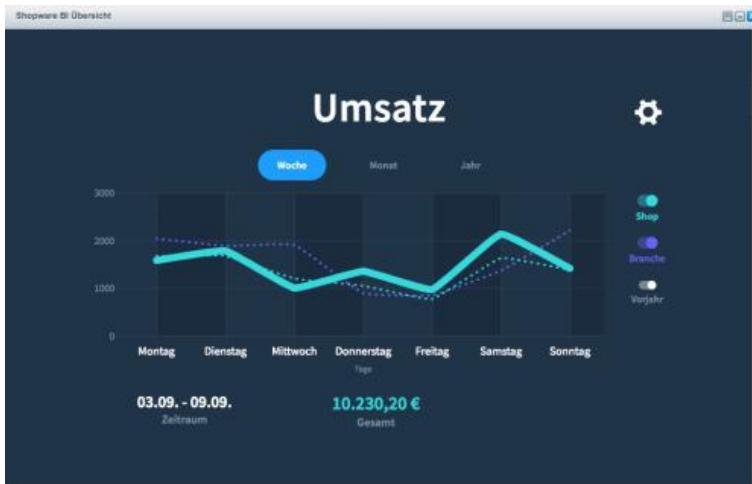 Shopware BI Übersicht
Umsatz
Woche Monat Jahr
3000
2000
1000
0
Shop
Branche
Vorjahr
Montag Dienstag Mittwoch Donnerstag Freitag Samstag Sonntag
Tage
03.09. - 09.09. 10.230,20 €
Zeitraum Gesamt